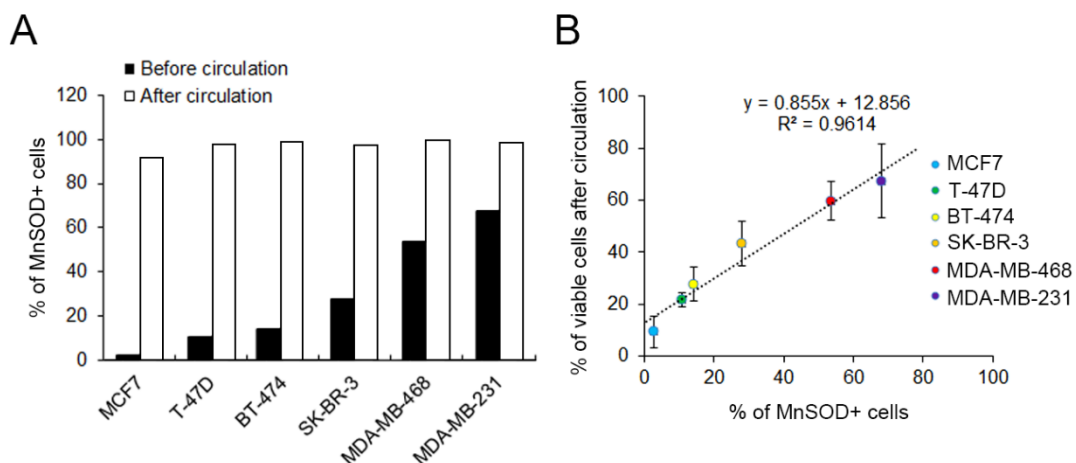 A
Before circulation
After circulation
120
100
80
60
40
20
0
% of MnSOD+ cells
MCF7
T-47D
BT-474
SK-BR-3
MDA-MB-468
MDA-MB-231
B
y = 0.855x + 12.856
R² = 0.9614
100
80
60
40
20
0
% of viable cells after circulation
0 20 40 60 80 100
% of MnSOD+ cells
MCF7
T-47D
BT-474
SK-BR-3
MDA-MB-468
MDA-MB-231